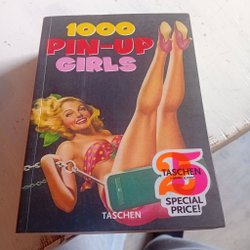 1000
PIN-UP
GIRLS
25
TASCHEN
SPECIAL
PRICE!
TASCHEN